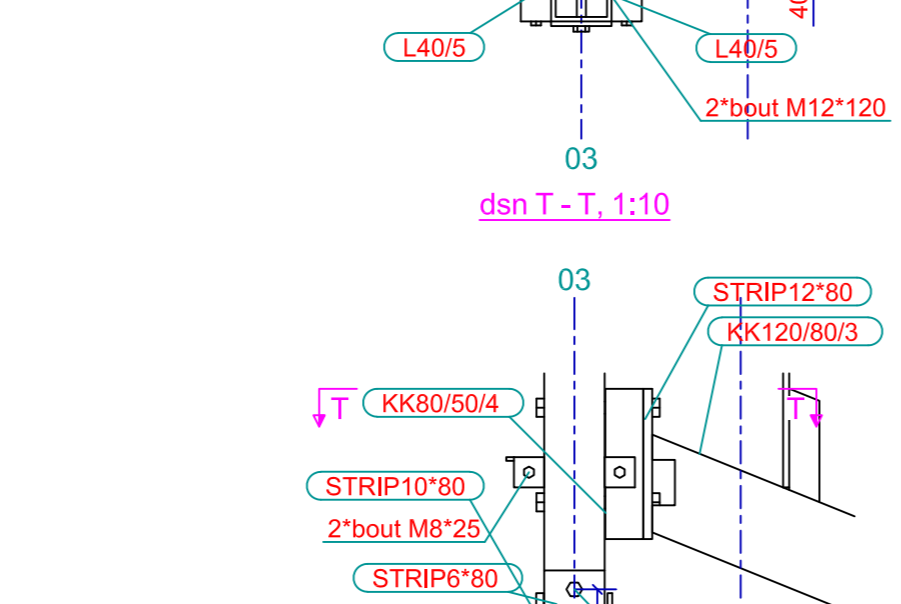 40
L40/5
L40/5
2*bout M12*120
03
dsn T - T, 1:10
03
STRIP12*80
KK120/80/3
T
KK80/50/4
T
STRIP10*80
2*bout M8*25
STRIP6*80